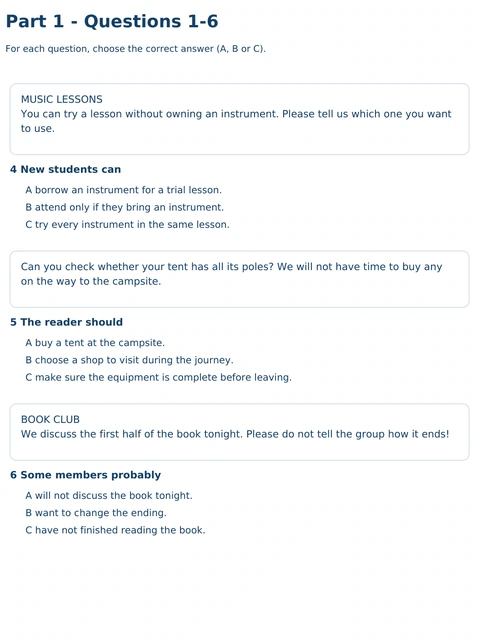 Part 1 - Questions 1-6
For each question, choose the correct answer (A, B or C).
MUSIC LESSONS
You can try a lesson without owning an instrument. Please tell us which one you want
to use.
4 New students can
A borrow an instrument for a trial lesson.
B attend only if they bring an instrument.
C try every instrument in the same lesson.
Can you check whether your tent has all its poles? We will not have time to buy any
on the way to the campsite.
5 The reader should
A buy a tent at the campsite.
B choose a shop to visit during the journey.
C make sure the equipment is complete before leaving.
BOOK CLUB
We discuss the first half of the book tonight. Please do not tell the group how it ends!
6 Some members probably
A will not discuss the book tonight.
B want to change the ending.
C have not finished reading the book.